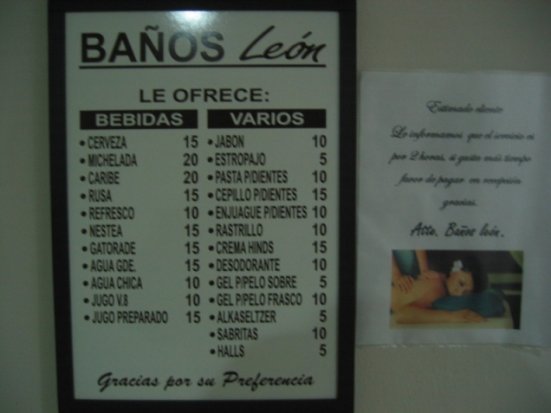 BAÑOS León
LE OFRECE:
BEBIDAS
• CERVEZA 15
• MICHELADA 20
• CARIBE 20
• RUSA 15
• REFRESCO 10
• NESTEA 15
• GATORADE 15
• AGUA GDE. 15
• AGUA CHICA 10
• JUGO V.8 10
• JUGO PREPARADO 15
VARIOS
• JABON 10
• ESTROPAJO 5
• PASTA P/DIENTES 10
• CEPILLO P/DIENTES 15
• ENJUAGUE P/DIENTES 10
• RASTRILLO 10
• CREMA HINDS 15
• DESODORANTE 10
• GEL P/PELO SOBRE 5
• GEL P/PELO FRASCO 10
• ALKASELTZER 5
• SABRITAS 10
• HALLS 5
Gracias por su Preferencia
Estimado cliente
Le informamos que el servicio es
por 2 horas, si gusta más tiempo
favor de pagar en recepción
gracias.
Atte. Baños león.